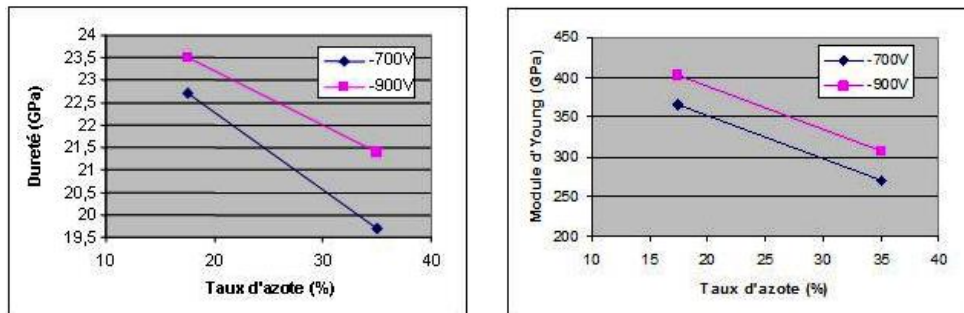 24
23,5
23
22,5
22
21,5
21
20,5
20
19,5
Dureté (GPa)
-700V
-900V
10 20 30 40
Taux d'azote (%)
450
400
350
300
250
200
Module d'Young (GPa)
-700V
-900V
10 15 20 25 30 35 40
Taux d'azote (%)